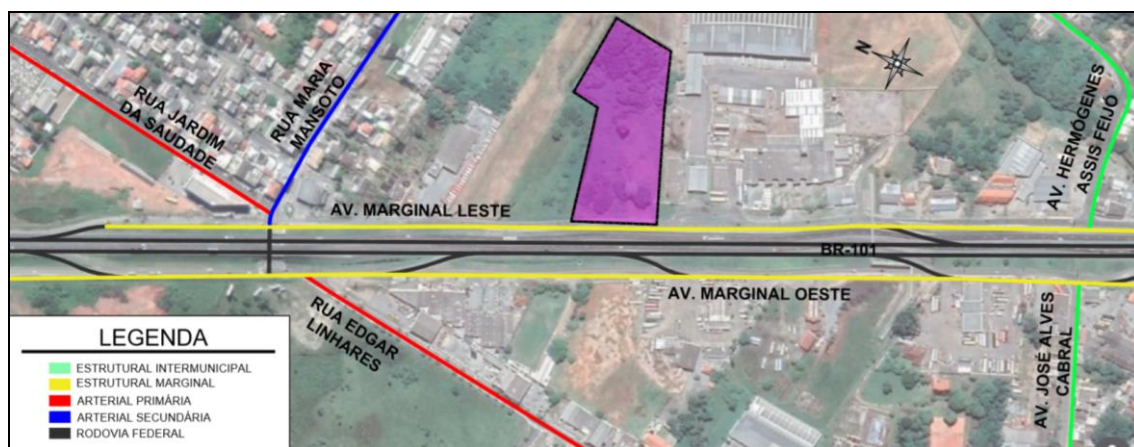 RUA JARDIM
DA SAUDADE
RUA MARIA
MANSOTO
N
AV. HERMÓGENES
ASSIS FEIJÓ
AV. MARGINAL LESTE
BR-101
AV. MARGINAL OESTE
RUA EDGAR
LINHARES
AV. JOSÉ ALVES
CABRAL
LEGENDA
ESTRUTURAL INTERMUNICIPAL
ESTRUTURAL MARGINAL
ARTERIAL PRIMÁRIA
ARTERIAL SECUNDÁRIA
RODOVIA FEDERAL